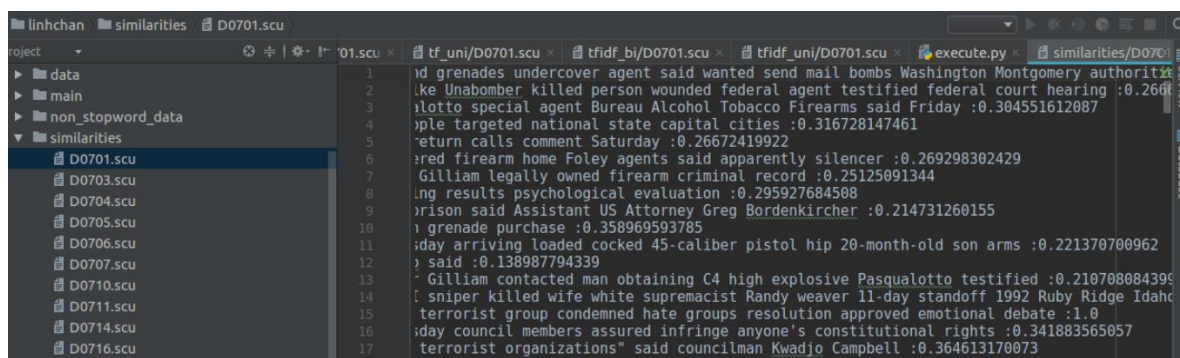 linhchan similarities D0701.scu
roject
'01.scu tf_uni/D0701.scu tfidf_bi/D0701.scu tfidf_uni/D0701.scu execute.py similarities/D0701
data
main
non_stopword_data
similarities
D0701.scu
D0703.scu
D0704.scu
D0705.scu
D0706.scu
D0707.scu
D0710.scu
D0711.scu
D0714.scu
D0716.scu
1 nd grenades undercover agent said wanted send mail bombs Washington Montgomery authoritie
2 ike Unabomber killed person wounded federal agent testified federal court hearing :0.266
3 alotto special agent Bureau Alcohol Tobacco Firearms said Friday :0.304551612087
4 ople targeted national state capital cities :0.316728147461
5 return calls comment Saturday :0.26672419922
6 ered firearm home Foley agents said apparently silencer :0.269298302429
7 Gilliam legally owned firearm criminal record :0.25125091344
8 ing results psychological evaluation :0.295927684508
9 orison said Assistant US Attorney Greg Bordenkircher :0.214731260155
10 n grenade purchase :0.358969593785
11 sday arriving loaded cocked 45-caliber pistol hip 20-month-old son arms :0.221370700962
12 o said :0.138987794339
13 Gilliam contacted man obtaining C4 high explosive Pasqualotto testified :0.210708084399
14 I sniper killed wife white supremacist Randy weaver 11-day standoff 1992 Ruby Ridge Idaho
15 terrorist group condemned hate groups resolution approved emotional debate :1.0
16 sday council members assured infringe anyone's constitutional rights :0.341883565057
17 terrorist organizations" said councilman Kwadjo Campbell :0.364613170073